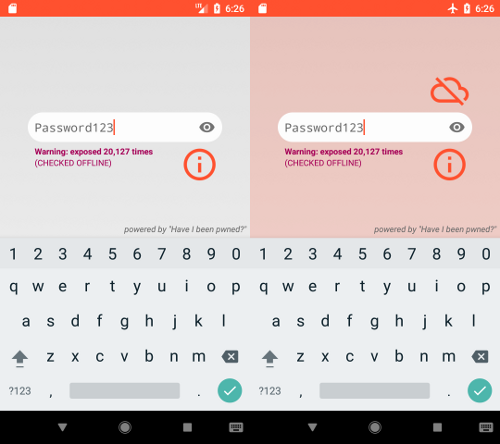 6:26
Password123
Warning: exposed 20,127 times
(CHECKED OFFLINE)
powered by "Have I been pwned?"
1 2 3 4 5 6 7 8 9 0
q w e r t y u i o p
a s d f g h j k l
z x c v b n m
?123 , .
6:26
Password123
Warning: exposed 20,127 times
(CHECKED OFFLINE)
powered by "Have I been pwned?"
1 2 3 4 5 6 7 8 9 0
q w e r t y u i o p
a s d f g h j k l
z x c v b n m
?123 , .